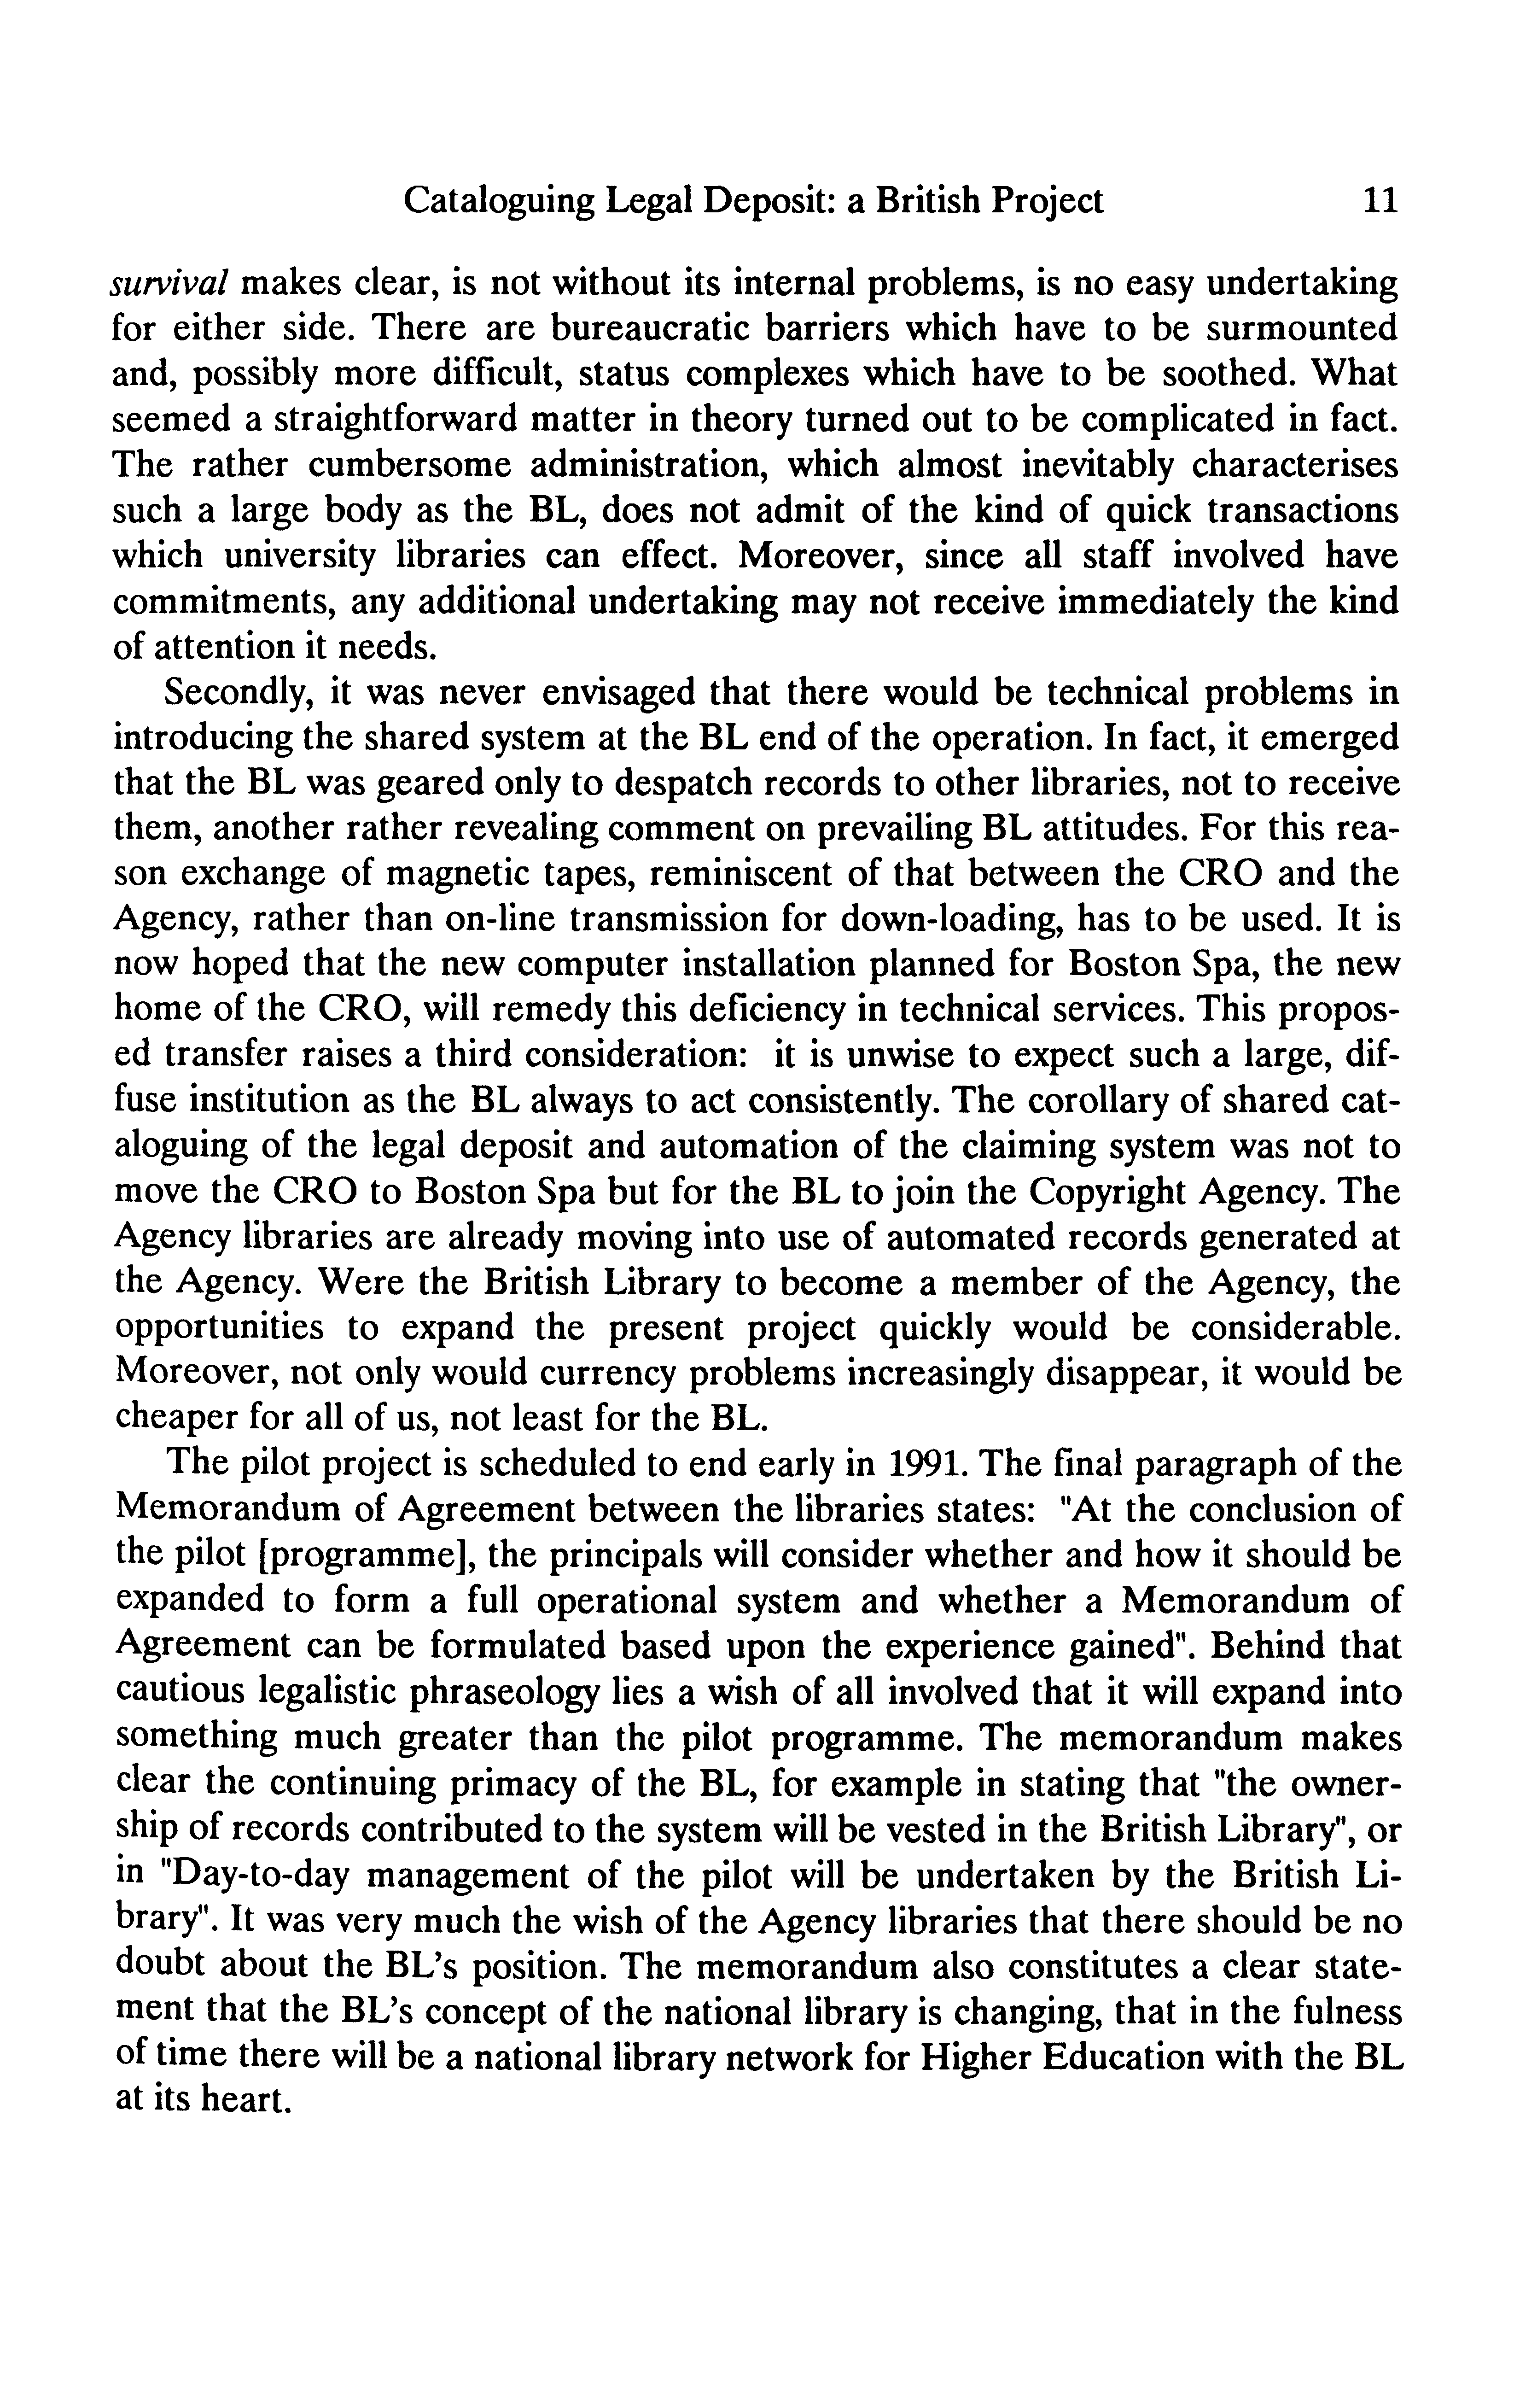 Cataloguing Legal Deposit: a British Project 11
survival makes clear, is not without its internal problems, is no easy undertaking
for either side. There are bureaucratic barriers which have to be surmounted
and, possibly more difficult, status complexes which have to be soothed. What
seemed a straightforward matter in theory turned out to be complicated in fact.
The rather cumbersome administration, which almost inevitably characterises
such a large body as the BL, does not admit of the kind of quick transactions
which university libraries can effect. Moreover, since all staff involved have
commitments, any additional undertaking may not receive immediately the kind
of attention it needs.
Secondly, it was never envisaged that there would be technical problems in
introducing the shared system at the BL end of the operation. In fact, it emerged
that the BL was geared only to despatch records to other libraries, not to receive
them, another rather revealing comment on prevailing BL attitudes. For this rea-
son exchange of magnetic tapes, reminiscent of that between the CRO and the
Agency, rather than on-line transmission for down-loading, has to be used. It is
now hoped that the new computer installation planned for Boston Spa, the new
home of the CRO, will remedy this deficiency in technical services. This propos-
ed transfer raises a third consideration: it is unwise to expect such a large, dif-
fuse institution as the BL always to act consistently. The corollary of shared cat-
aloguing of the legal deposit and automation of the claiming system was not to
move the CRO to Boston Spa but for the BL to join the Copyright Agency. The
Agency libraries are already moving into use of automated records generated at
the Agency. Were the British Library to become a member of the Agency, the
opportunities to expand the present project quickly would be considerable.
Moreover, not only would currency problems increasingly disappear, it would be
cheaper for all of us, not least for the BL.
The pilot project is scheduled to end early in 1991. The final paragraph of the
Memorandum of Agreement between the libraries states: "At the conclusion of
the pilot [programme], the principals will consider whether and how it should be
expanded to form a full operational system and whether a Memorandum of
Agreement can be formulated based upon the experience gained". Behind that
cautious legalistic phraseology lies a wish of all involved that it will expand into
something much greater than the pilot programme. The memorandum makes
clear the continuing primacy of the BL, for example in stating that "the owner-
ship of records contributed to the system will be vested in the British Library", or
in "Day-to-day management of the pilot will be undertaken by the British Li-
brary". It was very much the wish of the Agency libraries that there should be no
doubt about the BL's position. The memorandum also constitutes a clear state-
ment that the BL's concept of the national library is changing, that in the fulness
of time there will be a national library network for Higher Education with the BL
at its heart.